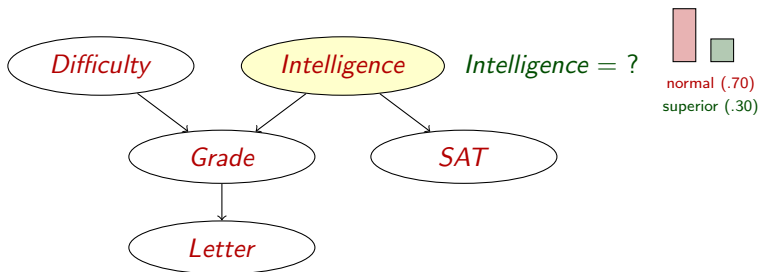 Difficulty
Intelligence
Intelligence = ?
normal (.70)
superior (.30)
Grade
SAT
Letter